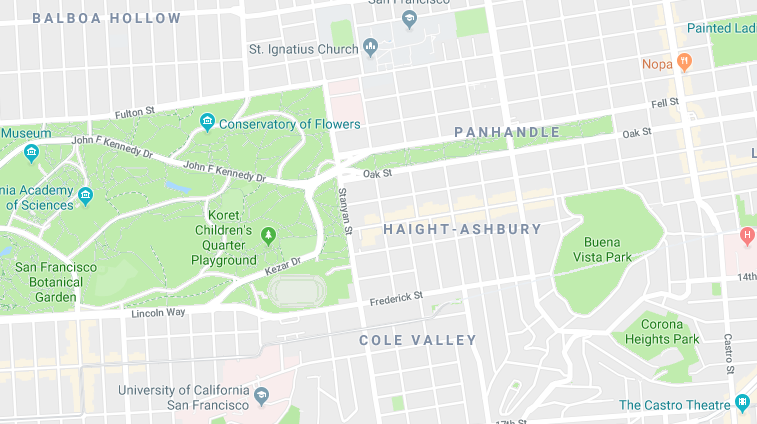 San Francisco
BALBOA HOLLOW
Painted Ladi
St. Ignatius Church
Nopa
Fell St
Fulton St
Conservatory of Flowers
PANHANDLE
Oak St
Museum
John F Kennedy Dr
John F Kennedy Dr
Oak St
nia Academy
of Sciences
Stanyan St
Koret
Children's
Quarter
Playground
HAIGHT-ASHBURY
H
Buena
Vista Park
San Francisco
Botanical
Garden
Kezar Dr
14th
Frederick St
Lincoln Way
Corona
Heights Park
COLE VALLEY
Castro St
University of California
San Francisco
The Castro Theatre
17th St